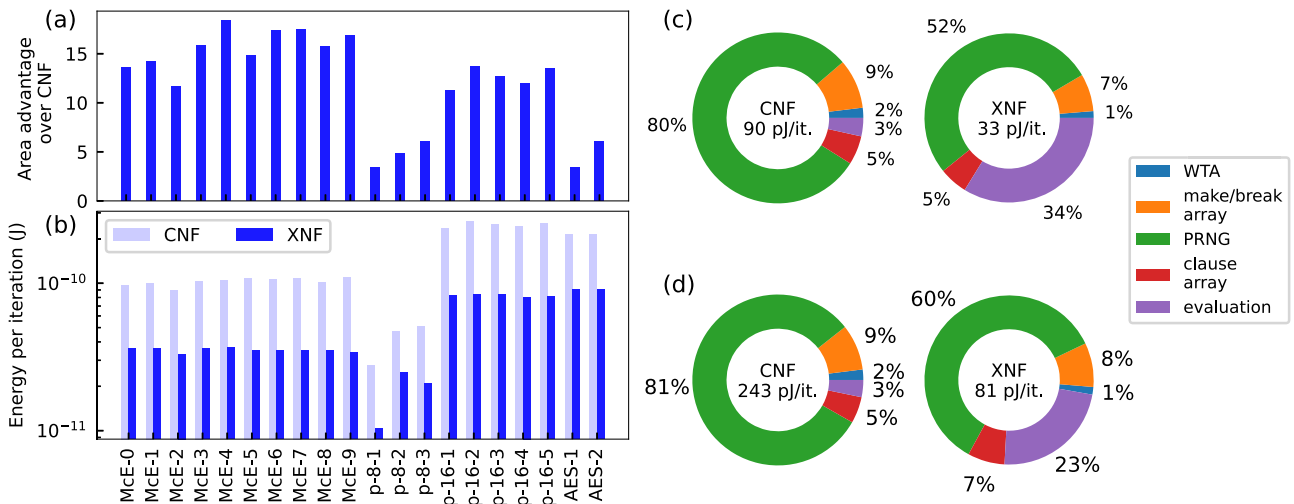 (a)
Area advantage
over CNF
15
10
5
0
(b)
CNF
XNF
Energy per iteration (J)
10⁻¹⁰
10⁻¹¹
McE-0
McE-1
McE-2
McE-3
McE-4
McE-5
McE-6
McE-7
McE-8
McE-9
p-8-1
p-8-2
p-8-3
p-16-1
p-16-2
p-16-3
p-16-4
p-16-5
AES-1
AES-2
(c)
CNF
90 pJ/it.
80%
9%
2%
3%
5%
XNF
33 pJ/it.
52%
7%
1%
34%
5%
(d)
CNF
243 pJ/it.
81%
9%
2%
3%
5%
XNF
81 pJ/it.
60%
8%
1%
23%
7%
WTA
make/break
array
PRNG
clause
array
evaluation